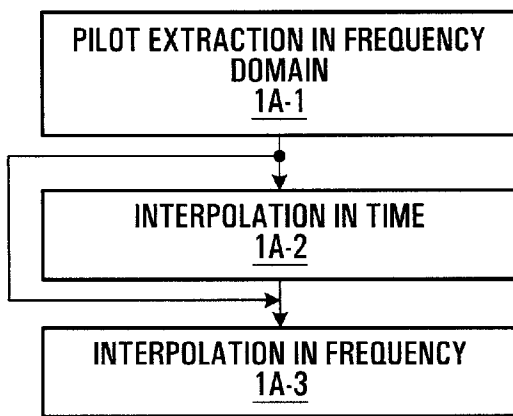 PILOT EXTRACTION IN FREQUENCY
DOMAIN
1A-1
INTERPOLATION IN TIME
1A-2
INTERPOLATION IN FREQUENCY
1A-3